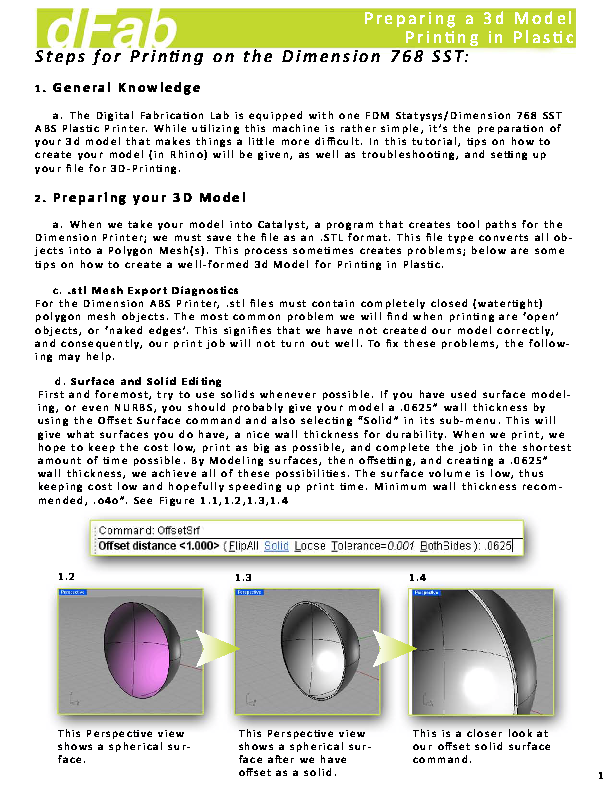 dFab
Preparing a 3d Model
Printing in Plastic
Steps for Printing on the Dimension 768 SST:
1. General Knowledge
a. The Digital Fabrication Lab is equipped with one FDM Statysys/Dimension 768 SST
ABS Plastic Printer. While utilizing this machine is rather simple, it's the preparation of
your 3d model that makes things a little more difficult. In this tutorial, tips on how to
create your model (in Rhino) will be given, as well as troubleshooting, and setting up
your file for 3D-Printing.
2. Preparing your 3D Model
a. When we take your model into Catalyst, a program that creates tool paths for the
Dimension Printer; we must save the file as an .STL format. This file type converts all ob-
jects into a Polygon Mesh(s). This process sometimes creates problems; below are some
tips on how to create a well-formed 3d Model for Printing in Plastic.
c. .stl Mesh Export Diagnostics
For the Dimension ABS Printer, .stl files must contain completely closed (watertight)
polygon mesh objects. The most common problem we will find when printing are 'open'
objects, or 'naked edges'. This signifies that we have not created our model correctly,
and consequently, our print job will not turn out well. To fix these problems, the follow-
ing may help.
d. Surface and Solid Editing
First and foremost, try to use solids whenever possible. If you have used surface model-
ing, or even NURBS, you should probably give your model a .0625" wall thickness by
using the Offset Surface command and also selecting "Solid" in its sub-menu. This will
give what surfaces you do have, a nice wall thickness for durability. When we print, we
hope to keep the cost low, print as big as possible, and complete the job in the shortest
amount of time possible. By Modeling surfaces, then offsetting, and creating a .0625"
wall thickness, we achieve all of these possibilities. The surface volume is low, thus
keeping cost low and hopefully speeding up print time. Minimum wall thickness recom-
mended, .040". See Figure 1.1,1.2,1.3,1.4
Command: OffsetSrf
Offset distance <1.000> ( FlipAll Solid Loose Tolerance=0.001 BothSides ): .0625
1.2
1.3
1.4
Perspective
Perspective
Perspective
This Perspective view
shows a spherical sur-
face.
This Perspective view
shows a spherical sur-
face after we have
offset as a solid.
This is a closer look at
our offset solid surface
command.
1